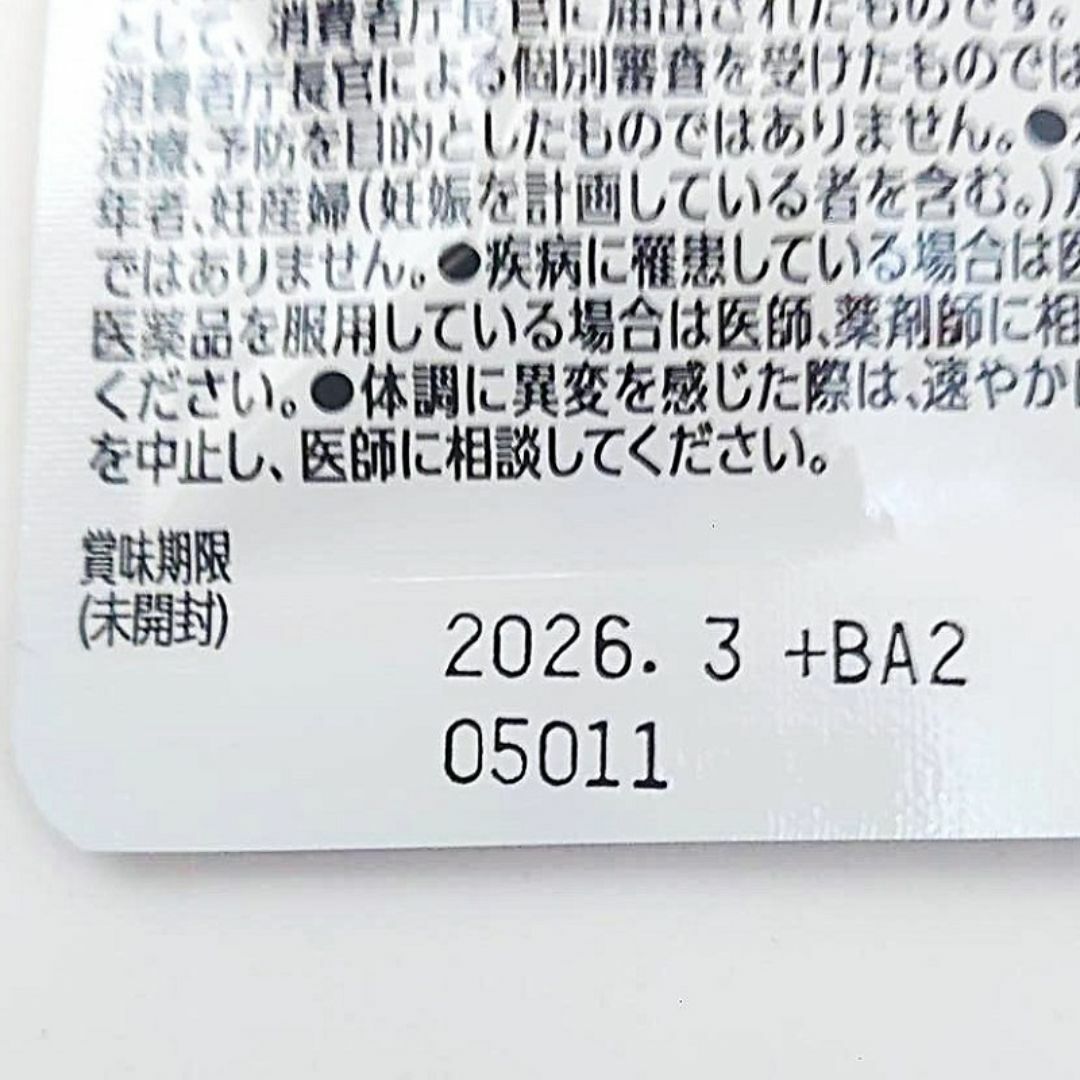 として、消費者庁長官に届出されたものです。
消費者庁長官による個別審査を受けたものでは
治療、予防を目的としたものではありません。●
年者、妊産婦(妊娠を計画している者を含む。)
ではありません。●疾病に罹患している場合は医
医薬品を服用している場合は医師、薬剤師に相
ください。●体調に異変を感じた際は、速やかに
を中止し、医師に相談してください。
賞味期限
(未開封)
2026. 3 +BA2
05011